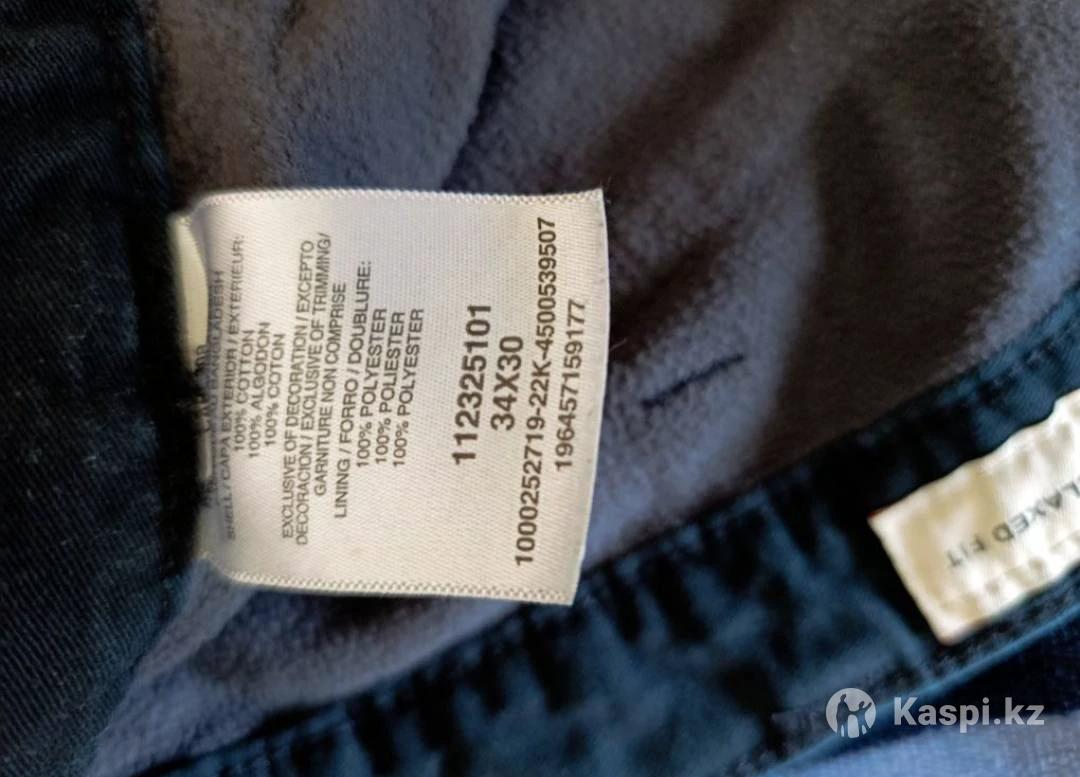 BANGLADESH
SHELL / CAPA EXTERIOR / EXTERIEUR:
100% COTTON
100% ALGODON
100% COTON
EXCLUSIVE OF DECORATION / EXCEPTO
DECORACION / EXCLUSIVE OF TRIMMING/
GARNITURE NON COMPRISE
LINING / FORRO / DOUBLURE:
100% POLYESTER
100% POLIESTER
100% POLYESTER
112325101
34X30
1000252719-22K-4500539507
196457159177
LAXED FIT
Kaspi.kz